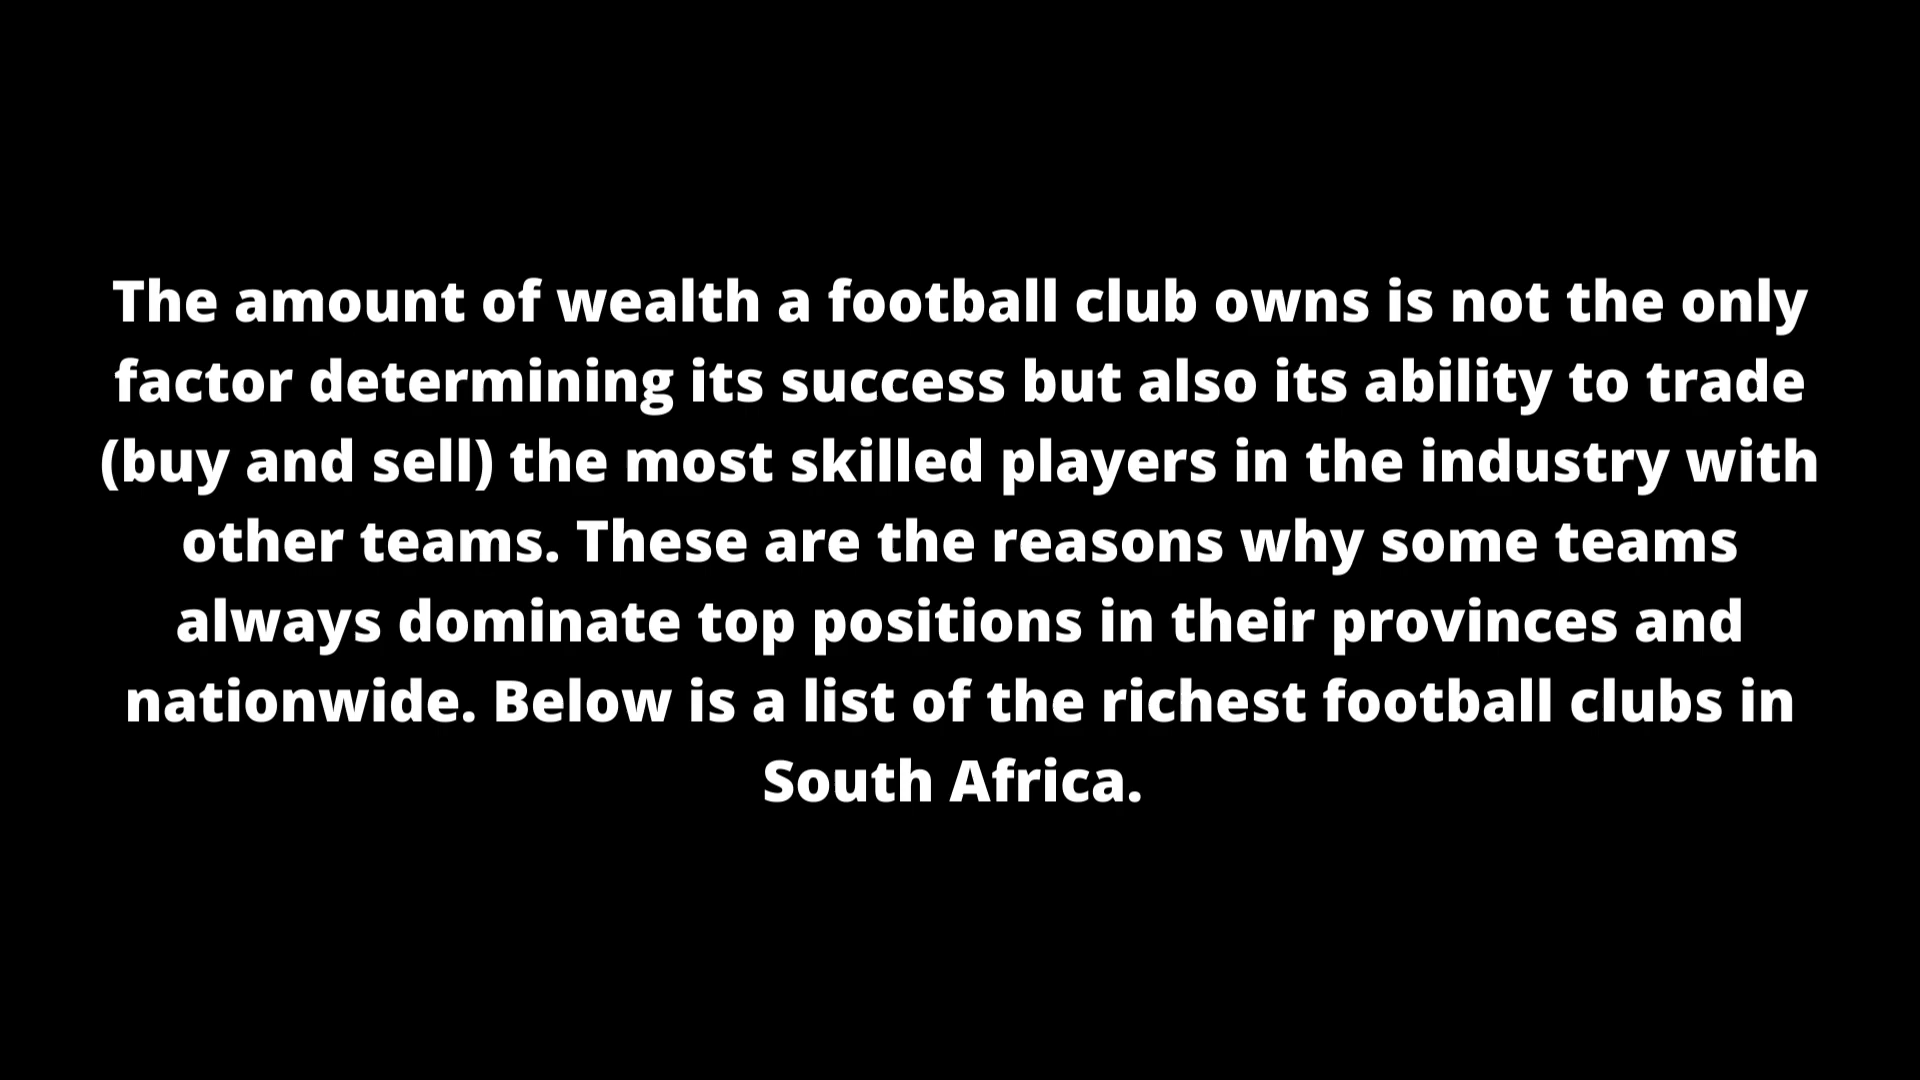 The amount of wealth a football club owns is not the only
factor determining its success but also its ability to trade
(buy and sell) the most skilled players in the industry with
other teams. These are the reasons why some teams
always dominate top positions in their provinces and
nationwide. Below is a list of the richest football clubs in
South Africa.